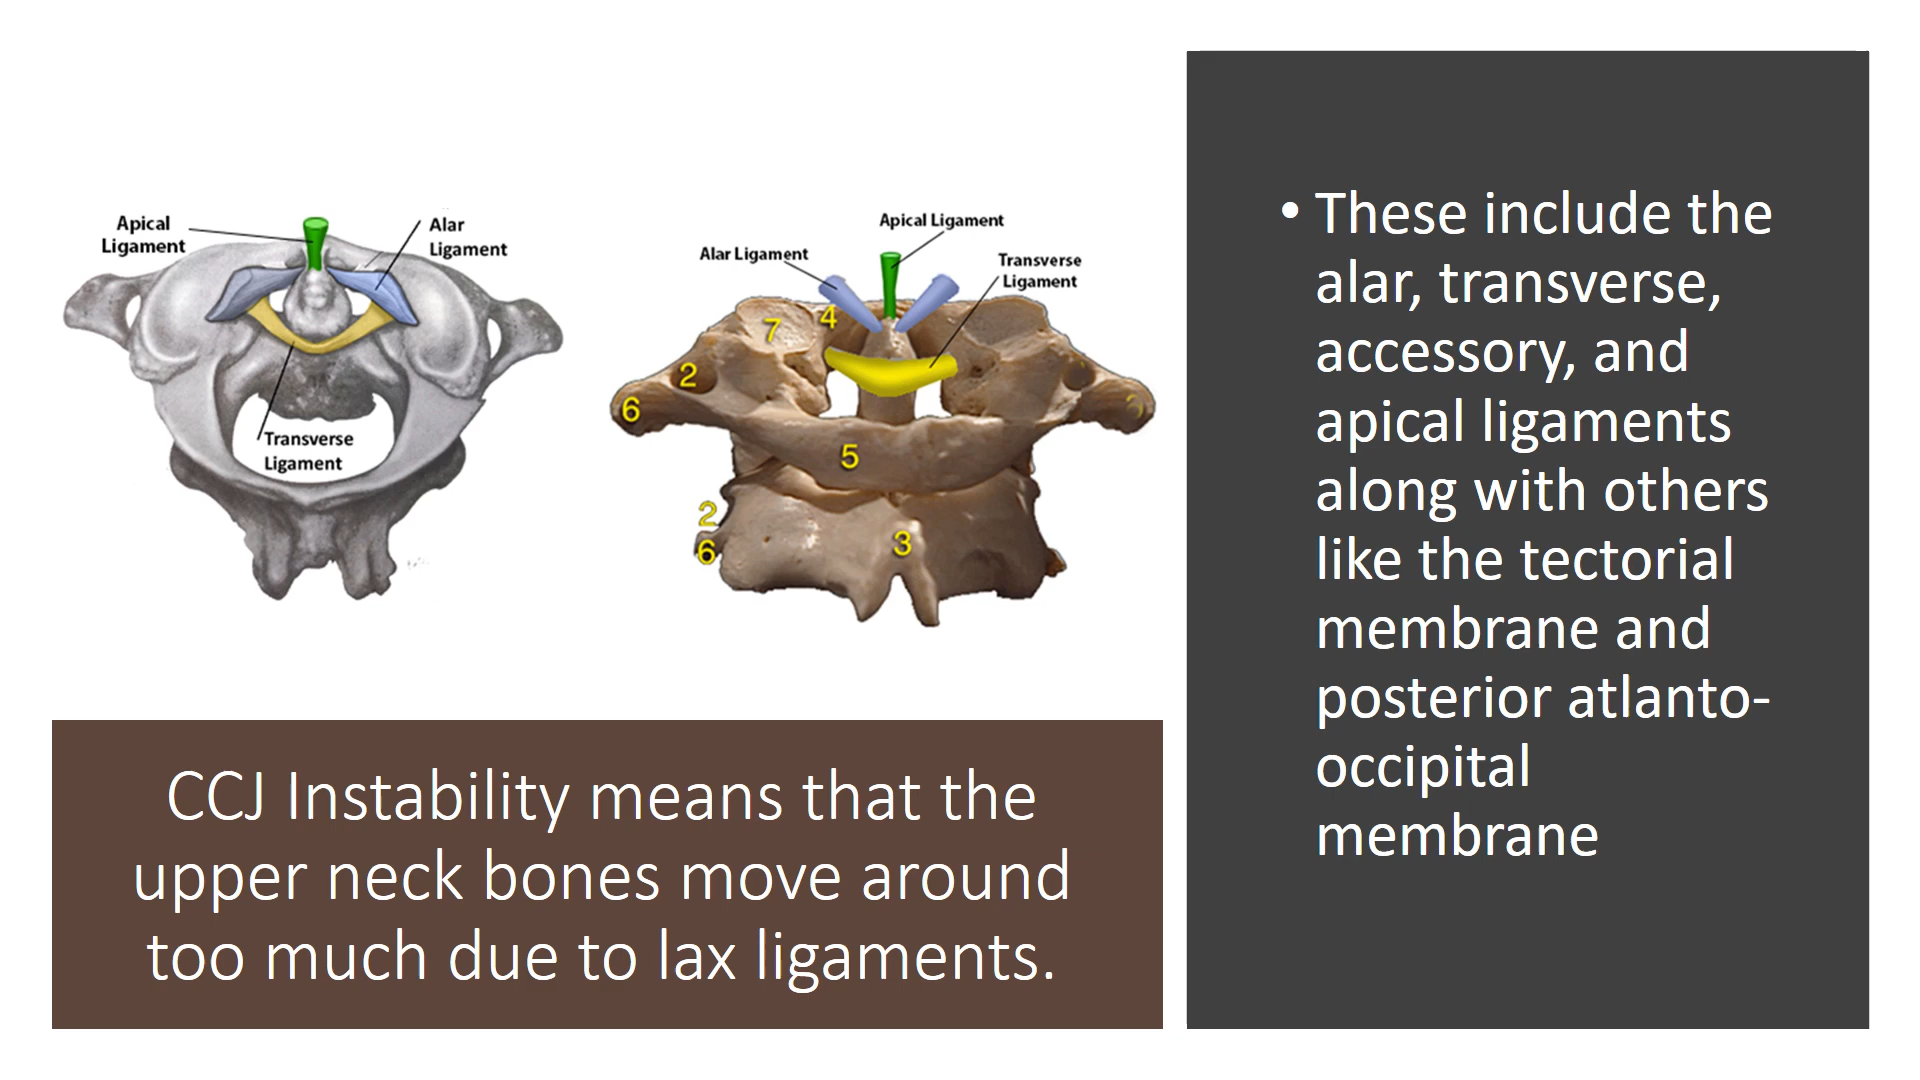 Apical
Ligament
Alar
Ligament
Transverse
Ligament
Apical Ligament
Alar Ligament
Transverse
Ligament
7
4
2
6
5
2
6
3
CCJ Instability means that the
upper neck bones move around
too much due to lax ligaments.
• These include the
alar, transverse,
accessory, and
apical ligaments
along with others
like the tectorial
membrane and
posterior atlanto-
occipital
membrane